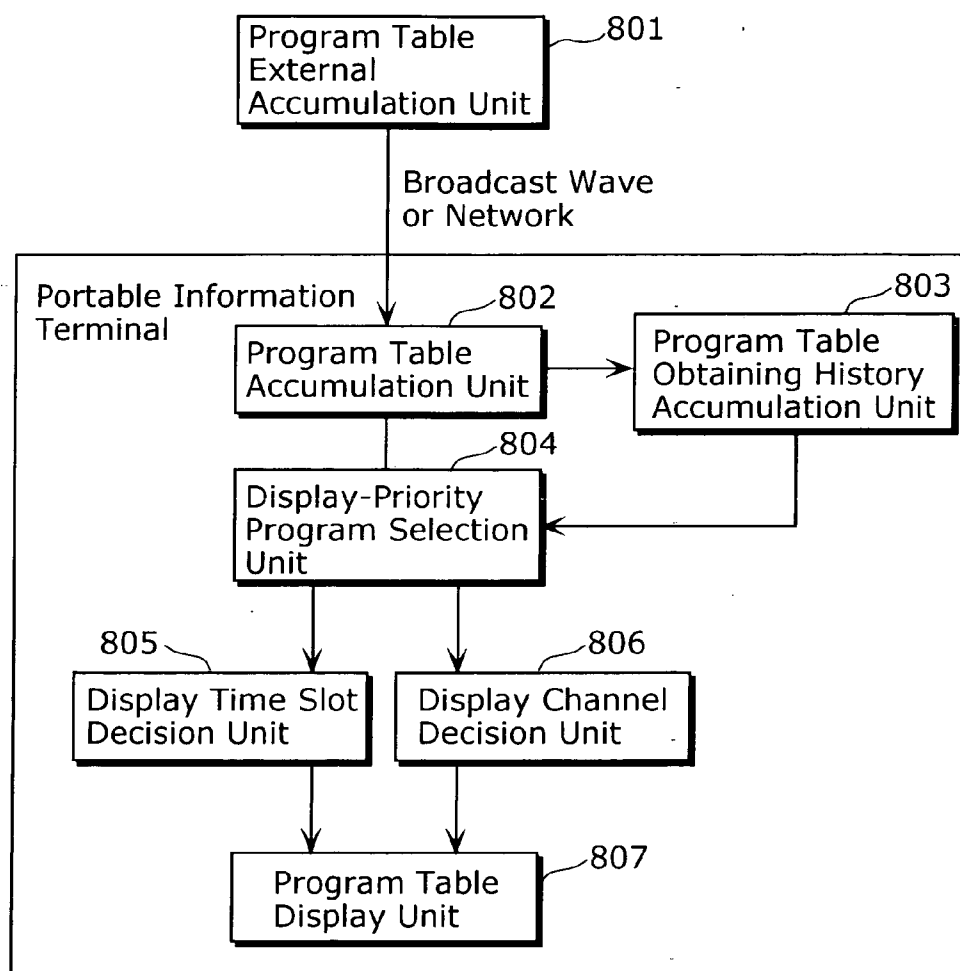 Program Table
External
Accumulation Unit
801
Broadcast Wave
or Network
Portable Information
Terminal
802
Program Table
Accumulation Unit
803
Program Table
Obtaining History
Accumulation Unit
804
Display-Priority
Program Selection
Unit
805
Display Time Slot
Decision Unit
806
Display Channel
Decision Unit
807
Program Table
Display Unit